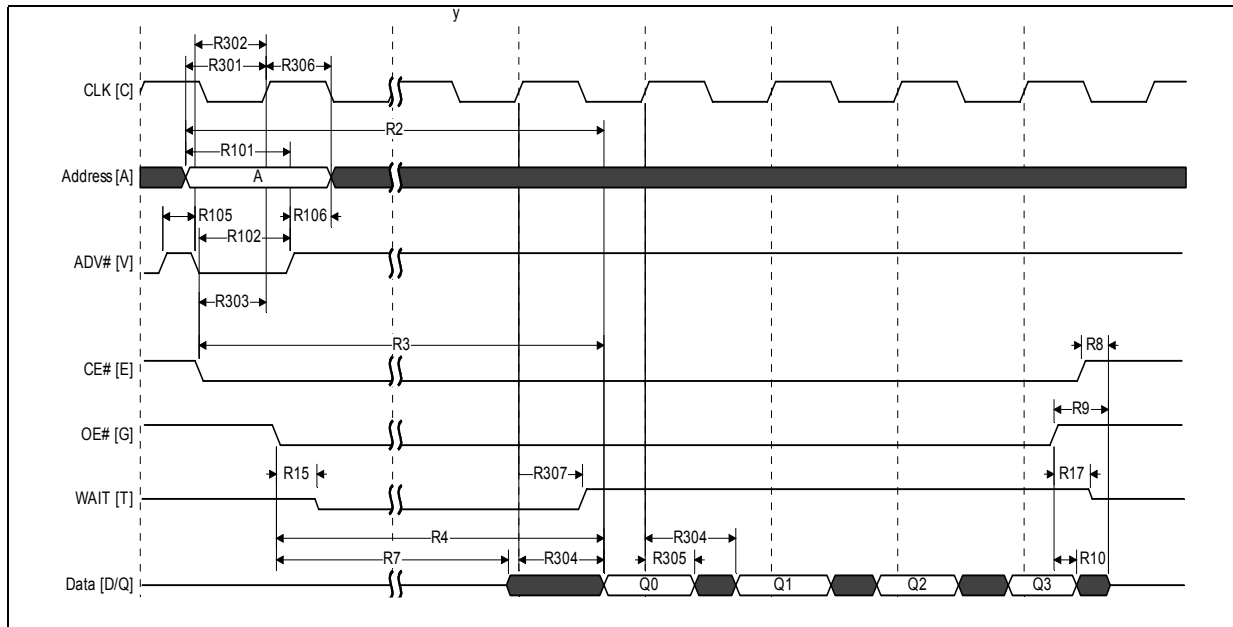 y
R302
R301 R306
CLK [C]
R2
R101
Address [A] A
R105 R106
R102
ADV# [V]
R303
R3 R8
CE# [E]
R9
OE# [G]
R15 R307 R17
WAIT [T]
R4 R304
R7 R304 R305 R10
Data [D/Q] Q0 Q1 Q2 Q3